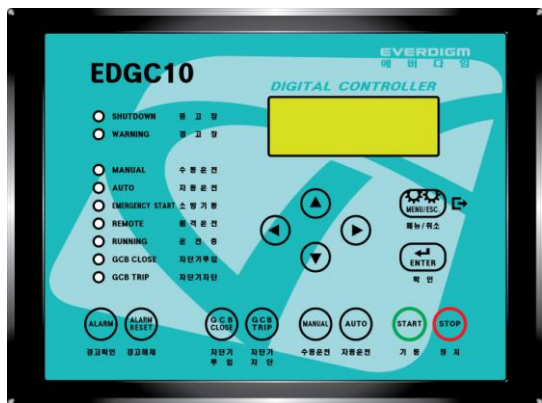 EVERDIGM
에 버 다 임
EDGC10
DIGITAL CONTROLLER
SHUTDOWN 중 고 장
WARNING 경 고 장
MANUAL 수 동 운 전
AUTO 자 동 운 전
EMERGENCY START 소 방 기 동
REMOTE 원 격 운 전
RUNNING 운 전 중
GCB CLOSE 차단기투입
GCB TRIP 차단기차단
MENU/ESC.
메뉴/취소
ENTER
확 인
ALARM
경고확인
ALARM RESET
경고해제
GCB CLOSE
차단기
투 입
GCB TRIP
차단기
차 단
MANUAL
수동운전
AUTO
자동운전
START
기 동
STOP
정 지